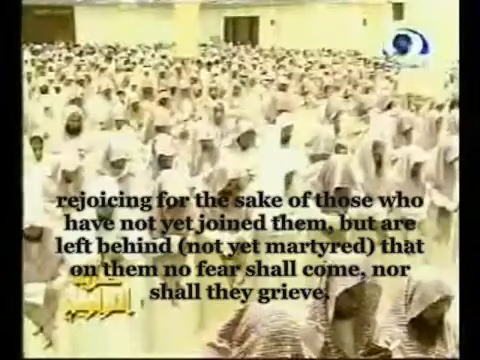 rejoicing for the sake of those who
have not yet joined them, but are
left behind (not yet martyred) that
on them no fear shall come, nor
shall they grieve.